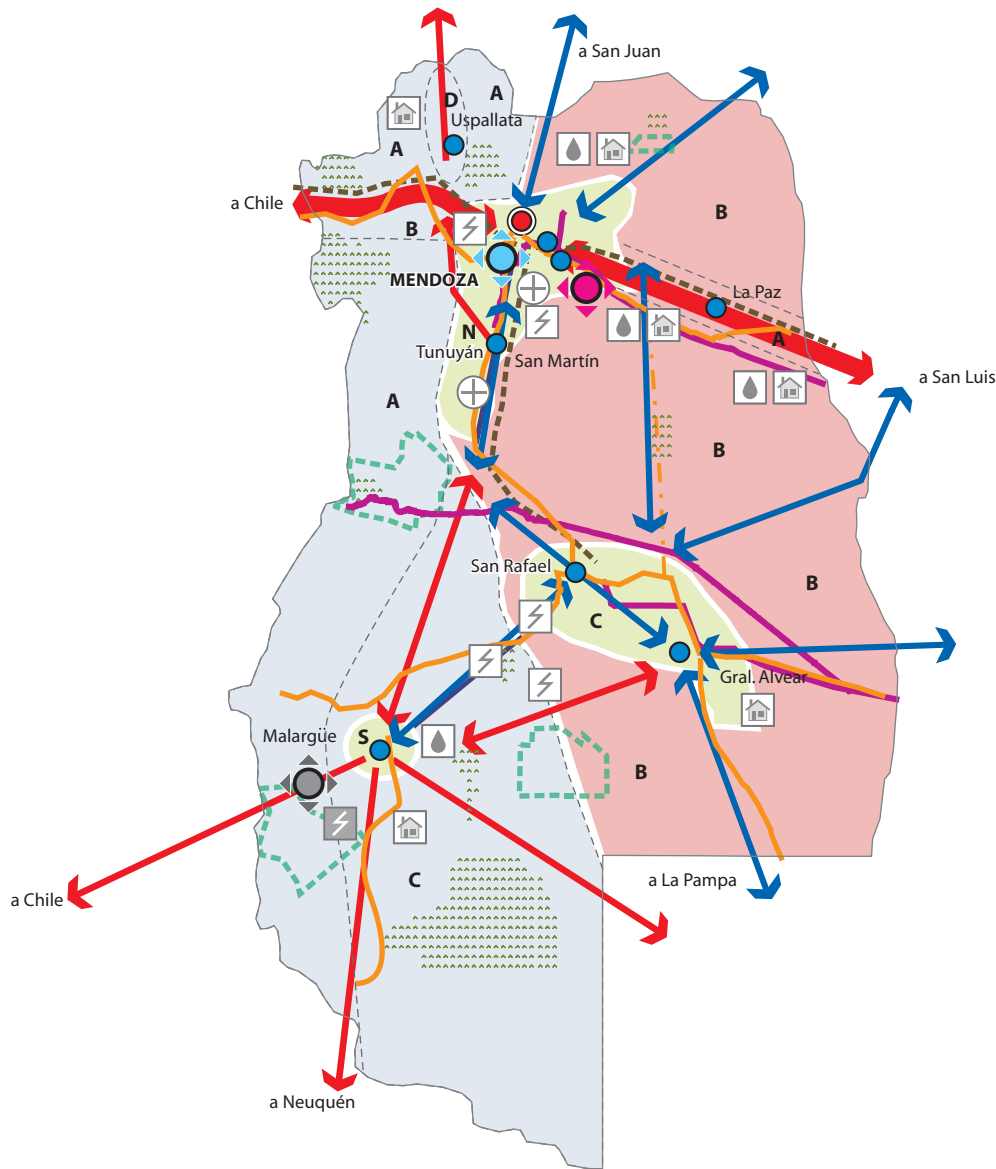 a San Juan
D
A
Uspallata
A
a Chile
B
B
MENDOZA
La Paz
N
Tunuyán
San Martín
A
a San Luis
A
B
San Rafael
B
C
Gral. Alvear
Malargüe
S
B
C
a La Pampa
a Chile
a Neuquén